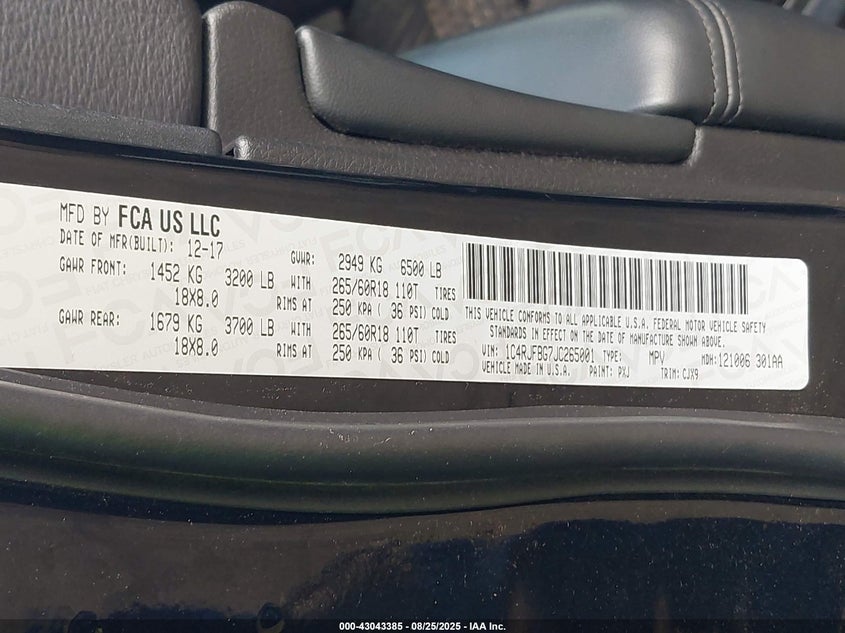 MFD BY FCA US LLC
DATE OF MFR(BUILT): 12-17 GVWR: 2949 KG 6500 LB
GAWR FRONT: 1452 KG 3200 LB WITH 265/60R18 110T TIRES
18X8.0 RIMS AT 250 KPA ( 36 PSI) COLD
GAWR REAR: 1679 KG 3700 LB WITH 265/60R18 110T TIRES
18X8.0 RIMS AT 250 KPA ( 36 PSI) COLD
THIS VEHICLE CONFORMS TO ALL APPLICABLE U.S.A. FEDERAL MOTOR VEHICLE SAFETY
STANDARDS IN EFFECT ON THE DATE OF MANUFACTURE SHOWN ABOVE.
VIN: 1C4RJFBG7JC265001 TYPE: MPV MDH: 121006 301AA
VEHICLE MADE IN U.S.A. PAINT: PXJ TRIM: CJX9
000-43043385 - 08/25/2025 - IAA Inc.